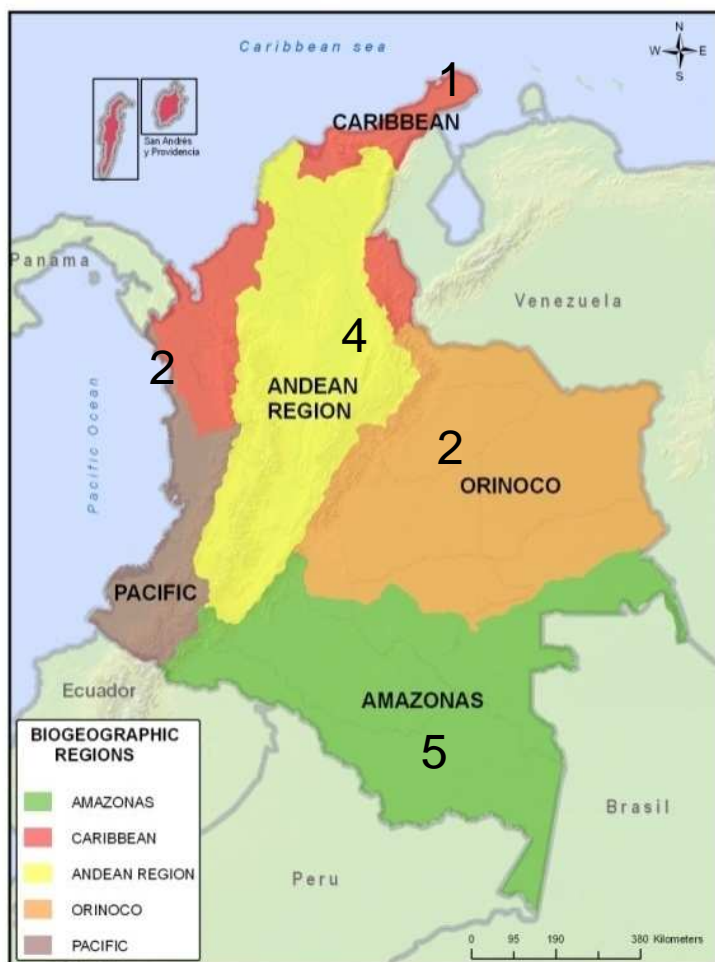 Caribbean sea
N
W E
S
1
CARIBBEAN
San Andrés
y Providencia
Panama
Venezuela
2
4
ANDEAN
REGION
Pacific Ocean
2
ORINOCO
PACIFIC
Ecuador
AMAZONAS
5
BIOGEOGRAPHIC
REGIONS
AMAZONAS
CARIBBEAN
ANDEAN REGION
ORINOCO
PACIFIC
Brasil
Peru
0 95 190 380 Kilometers